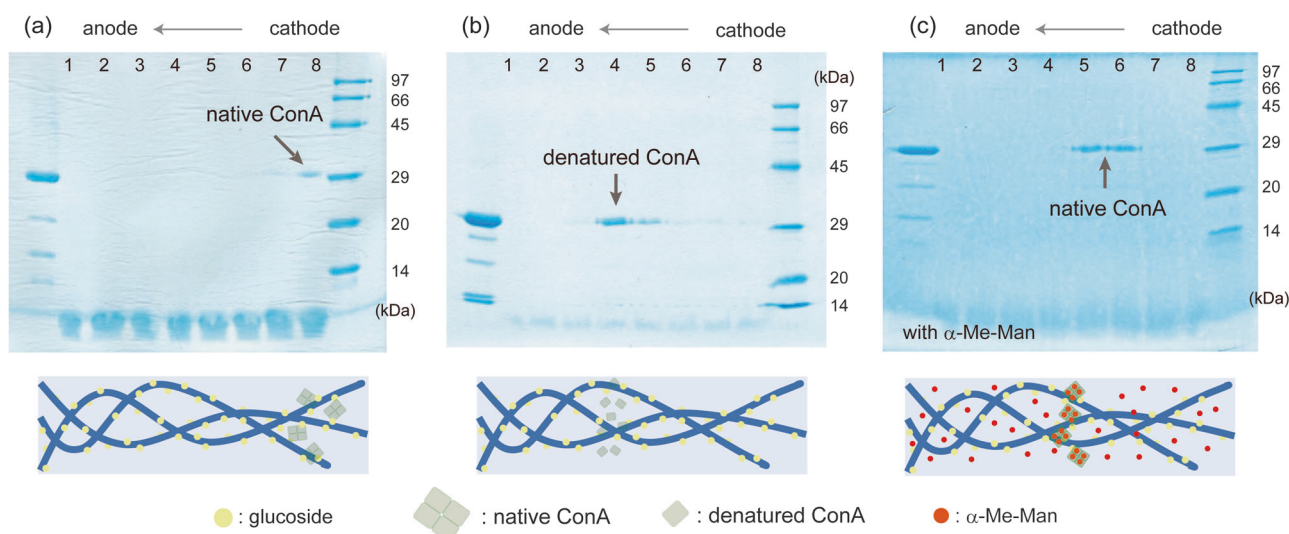 (a) anode cathode
1 2 3 4 5 6 7 8
97
66
native ConA
45
29
20
14
(kDa)
(b) anode cathode
1 2 3 4 5 6 7 8
(kDa)
97
66
denatured ConA
45
29
20
14
(c) anode cathode
1 2 3 4 5 6 7 8
97
66
45
29
20
native ConA
14
(kDa)
with α-Me-Man
: glucoside
: native ConA
: denatured ConA
: α-Me-Man